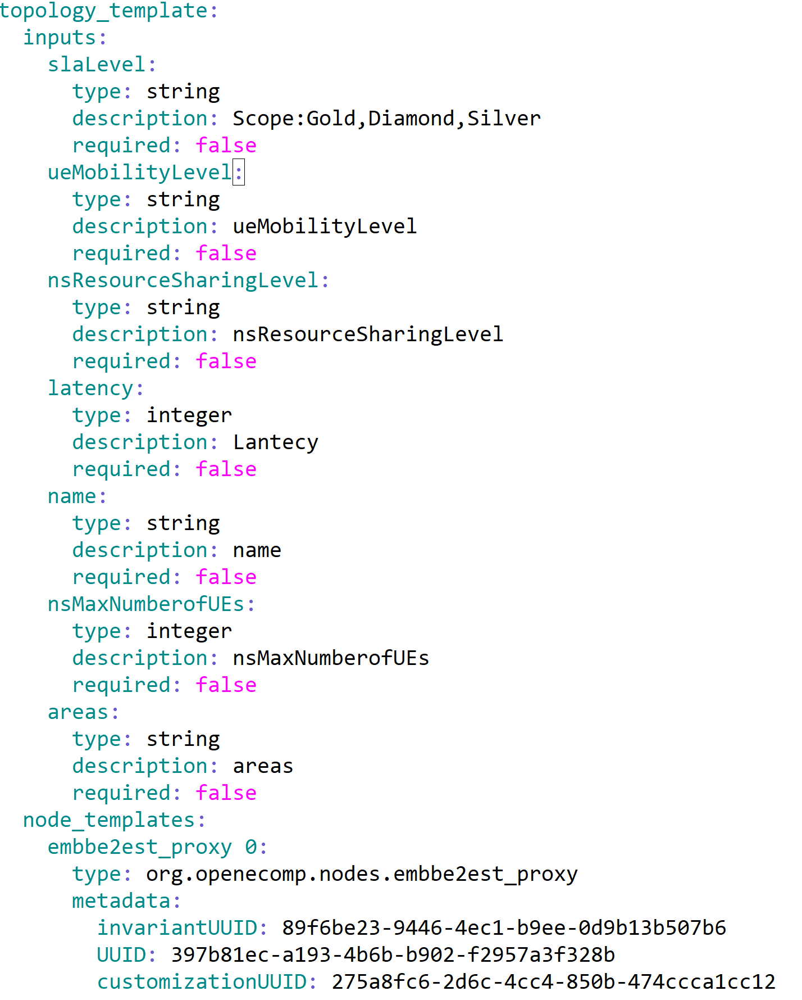 topology_template:
  inputs:
    slaLevel:
      type: string
      description: Scope:Gold,Diamond,Silver
      required: false
    ueMobilityLevel:
      type: string
      description: ueMobilityLevel
      required: false
    nsResourceSharingLevel:
      type: string
      description: nsResourceSharingLevel
      required: false
    latency:
      type: integer
      description: Lantecy
      required: false
    name:
      type: string
      description: name
      required: false
    nsMaxNumberofUEs:
      type: integer
      description: nsMaxNumberofUEs
      required: false
    areas:
      type: string
      description: areas
      required: false
  node_templates:
    embbe2est_proxy 0:
      type: org.openecomp.nodes.embbe2est_proxy
      metadata:
        invariantUUID: 89f6be23-9446-4ec1-b9ee-0d9b13b507b6
        UUID: 397b81ec-a193-4b6b-b902-f2957a3f328b
        customizationUUID: 275a8fc6-2d6c-4cc4-850b-474ccca1cc12